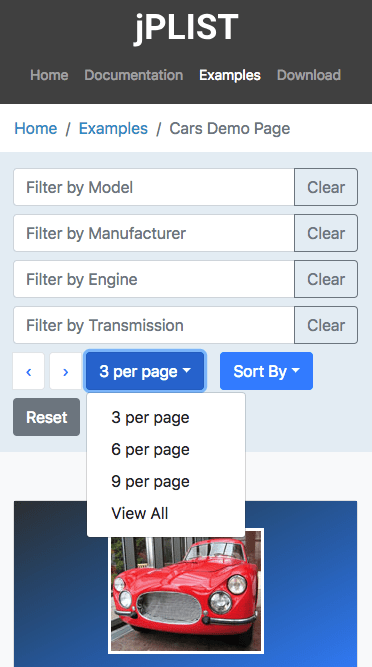 jPLIST
Home Documentation Examples Download
Home / Examples / Cars Demo Page
Filter by Model Clear
Filter by Manufacturer Clear
Filter by Engine Clear
Filter by Transmission Clear
‹ › 3 per page Sort By
Reset
3 per page
6 per page
9 per page
View All